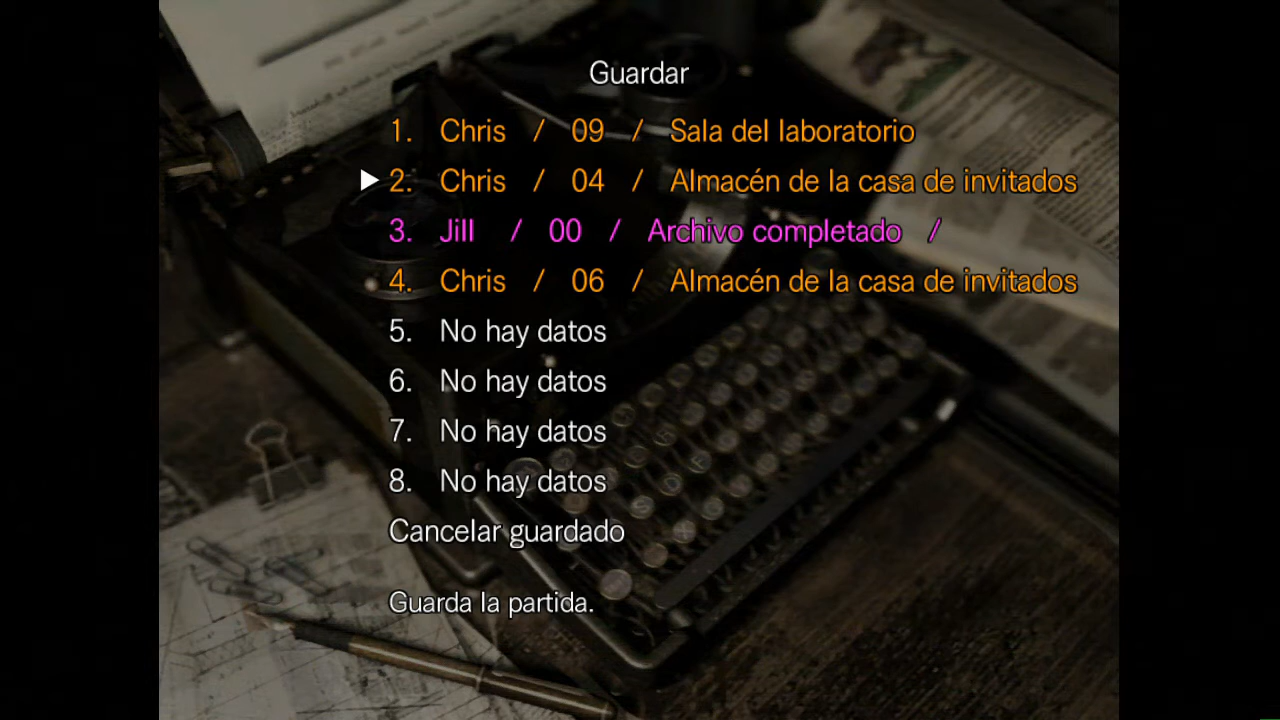 Guardar
1. Chris / 09 / Sala del laboratorio
2. Chris / 04 / Almacén de la casa de invitados
3. Jill / 00 / Archivo completado /
4. Chris / 06 / Almacén de la casa de invitados
5. No hay datos
6. No hay datos
7. No hay datos
8. No hay datos
Cancelar guardado
Guarda la partida.